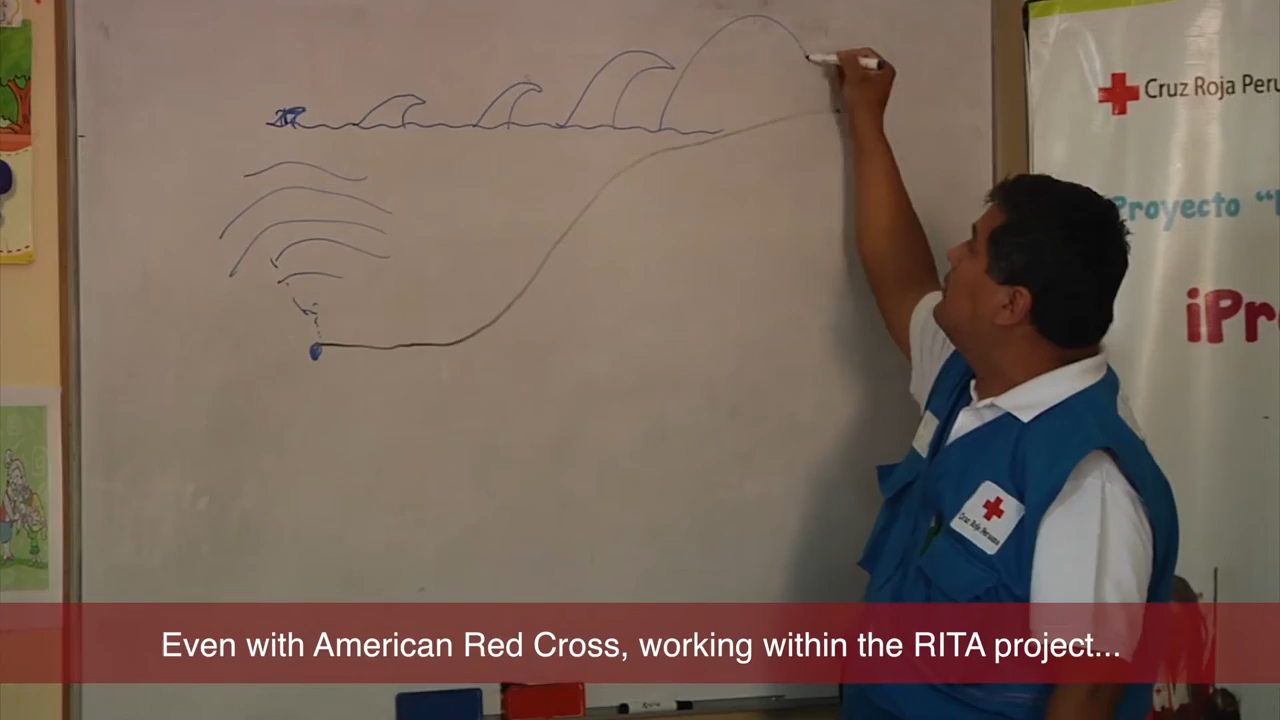 Cruz Roja Peru
Proyecto "
¡Pr
Cruz Roja Peruana
Even with American Red Cross, working within the RITA project...